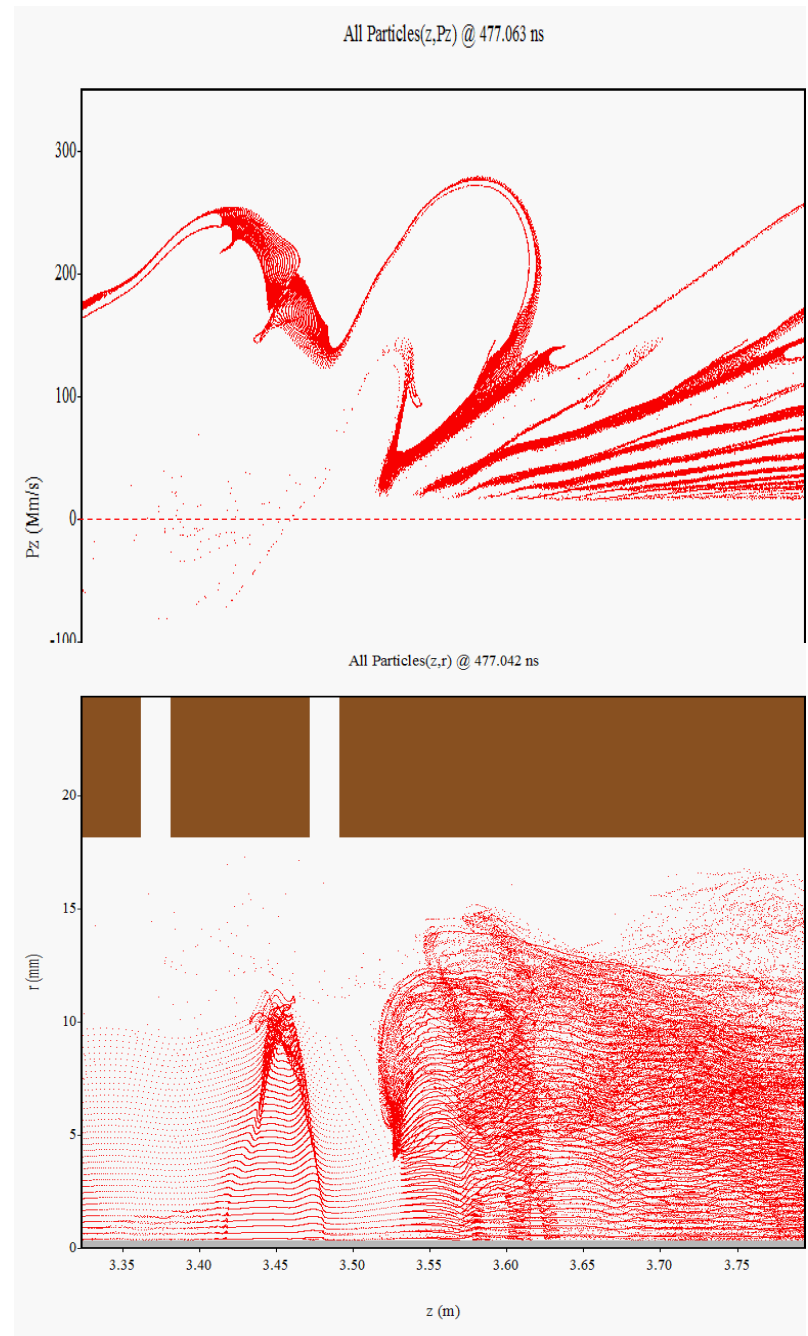 All Particles(z,Pz) @ 477.063 ns
300
200
100
0
-100
Pz (Mm/s)
All Particles(z,r) @ 477.042 ns
20
15
10
5
0
r (mm)
3.35 3.40 3.45 3.50 3.55 3.60 3.65 3.70 3.75
z (m)